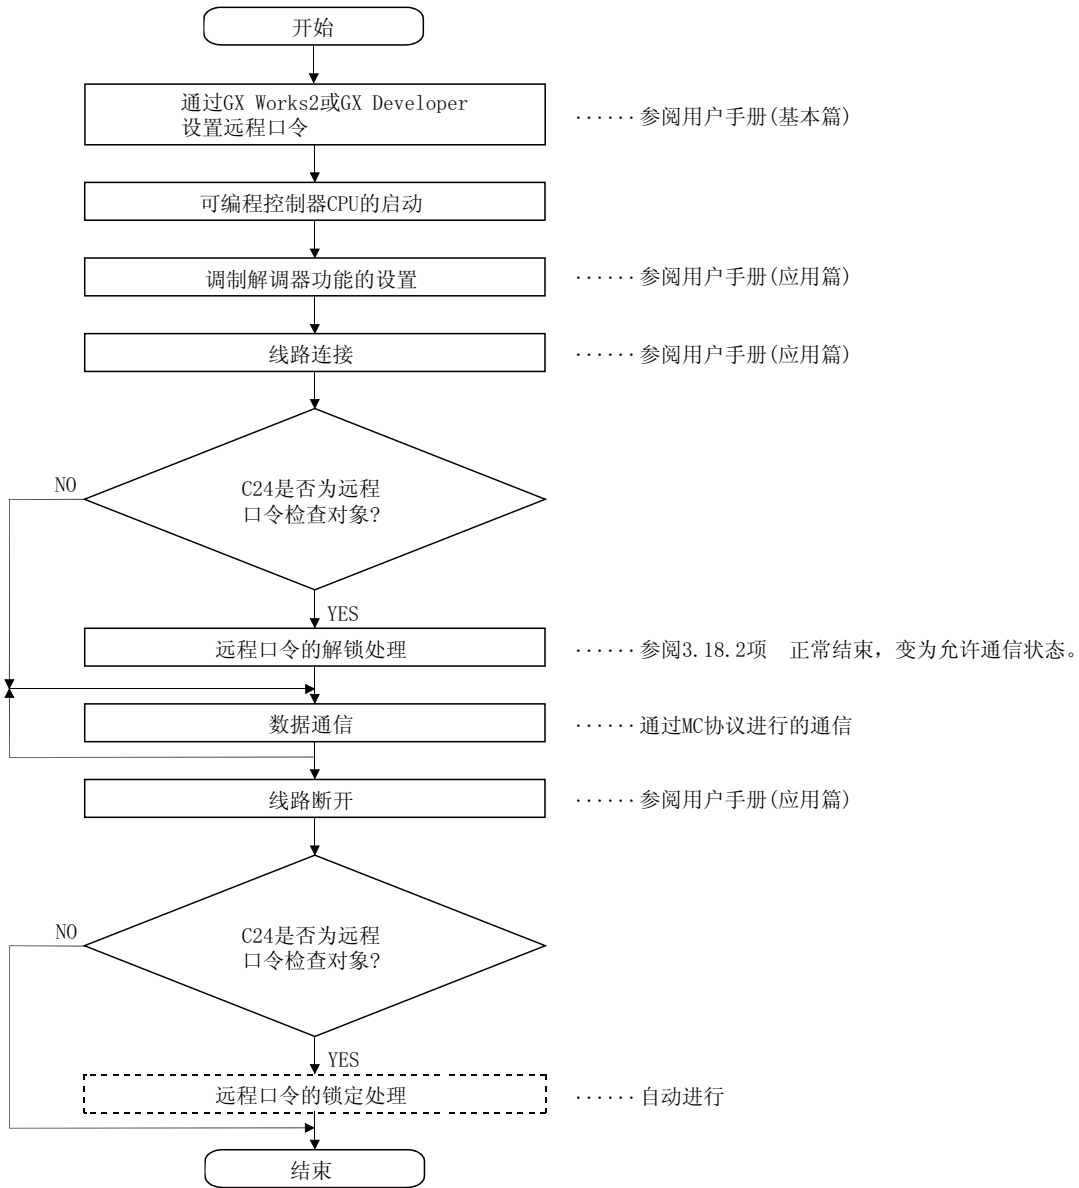 开始
通过GX Works2或GX Developer
设置远程口令
······参阅用户手册(基本篇)
可编程控制器CPU的启动
调制解调器功能的设置
······参阅用户手册(应用篇)
线路连接
······参阅用户手册(应用篇)
NO
C24是否为远程
口令检查对象?
YES
远程口令的解锁处理
······参阅3.18.2项 正常结束，变为允许通信状态。
数据通信
······通过MC协议进行的通信
线路断开
······参阅用户手册(应用篇)
NO
C24是否为远程
口令检查对象?
YES
远程口令的锁定处理
······自动进行
结束